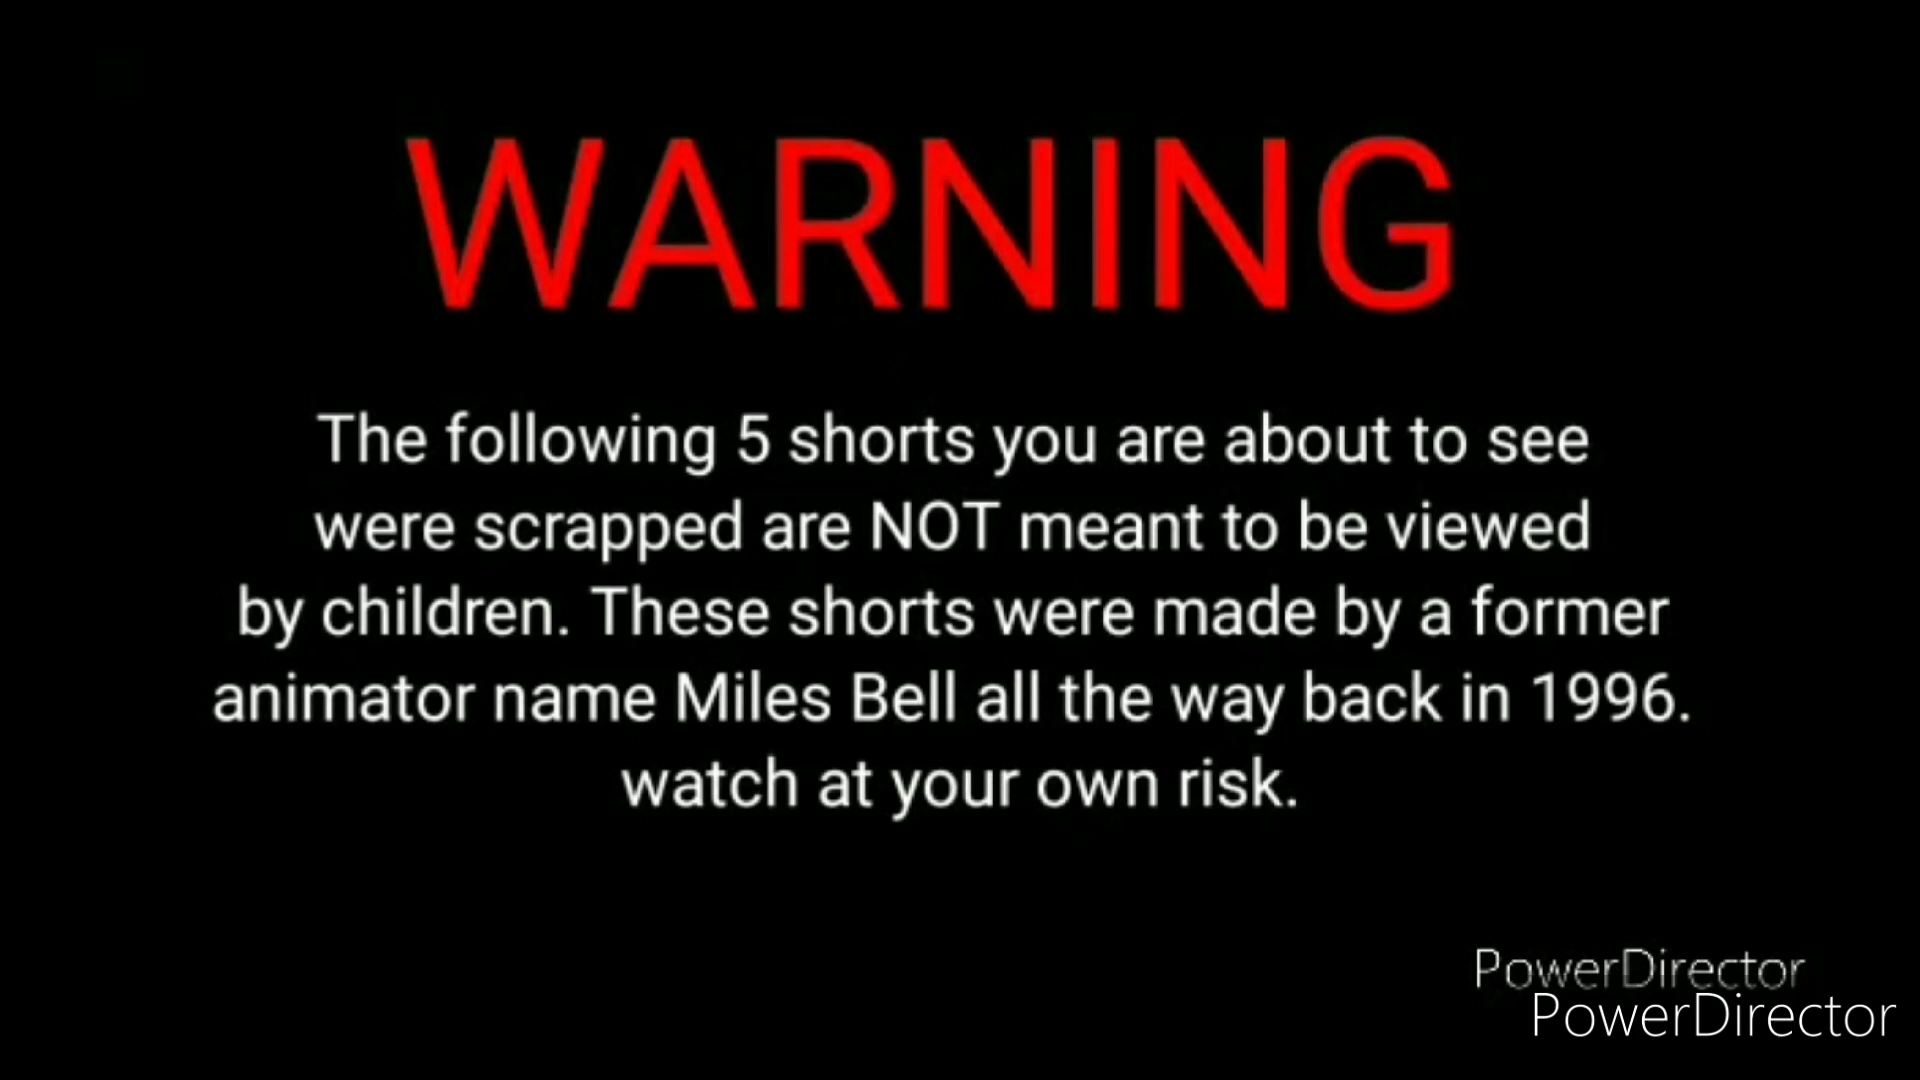 WARNING
The following 5 shorts you are about to see
were scrapped are NOT meant to be viewed
by children. These shorts were made by a former
animator name Miles Bell all the way back in 1996.
watch at your own risk.
PowerDirector
PowerDirector